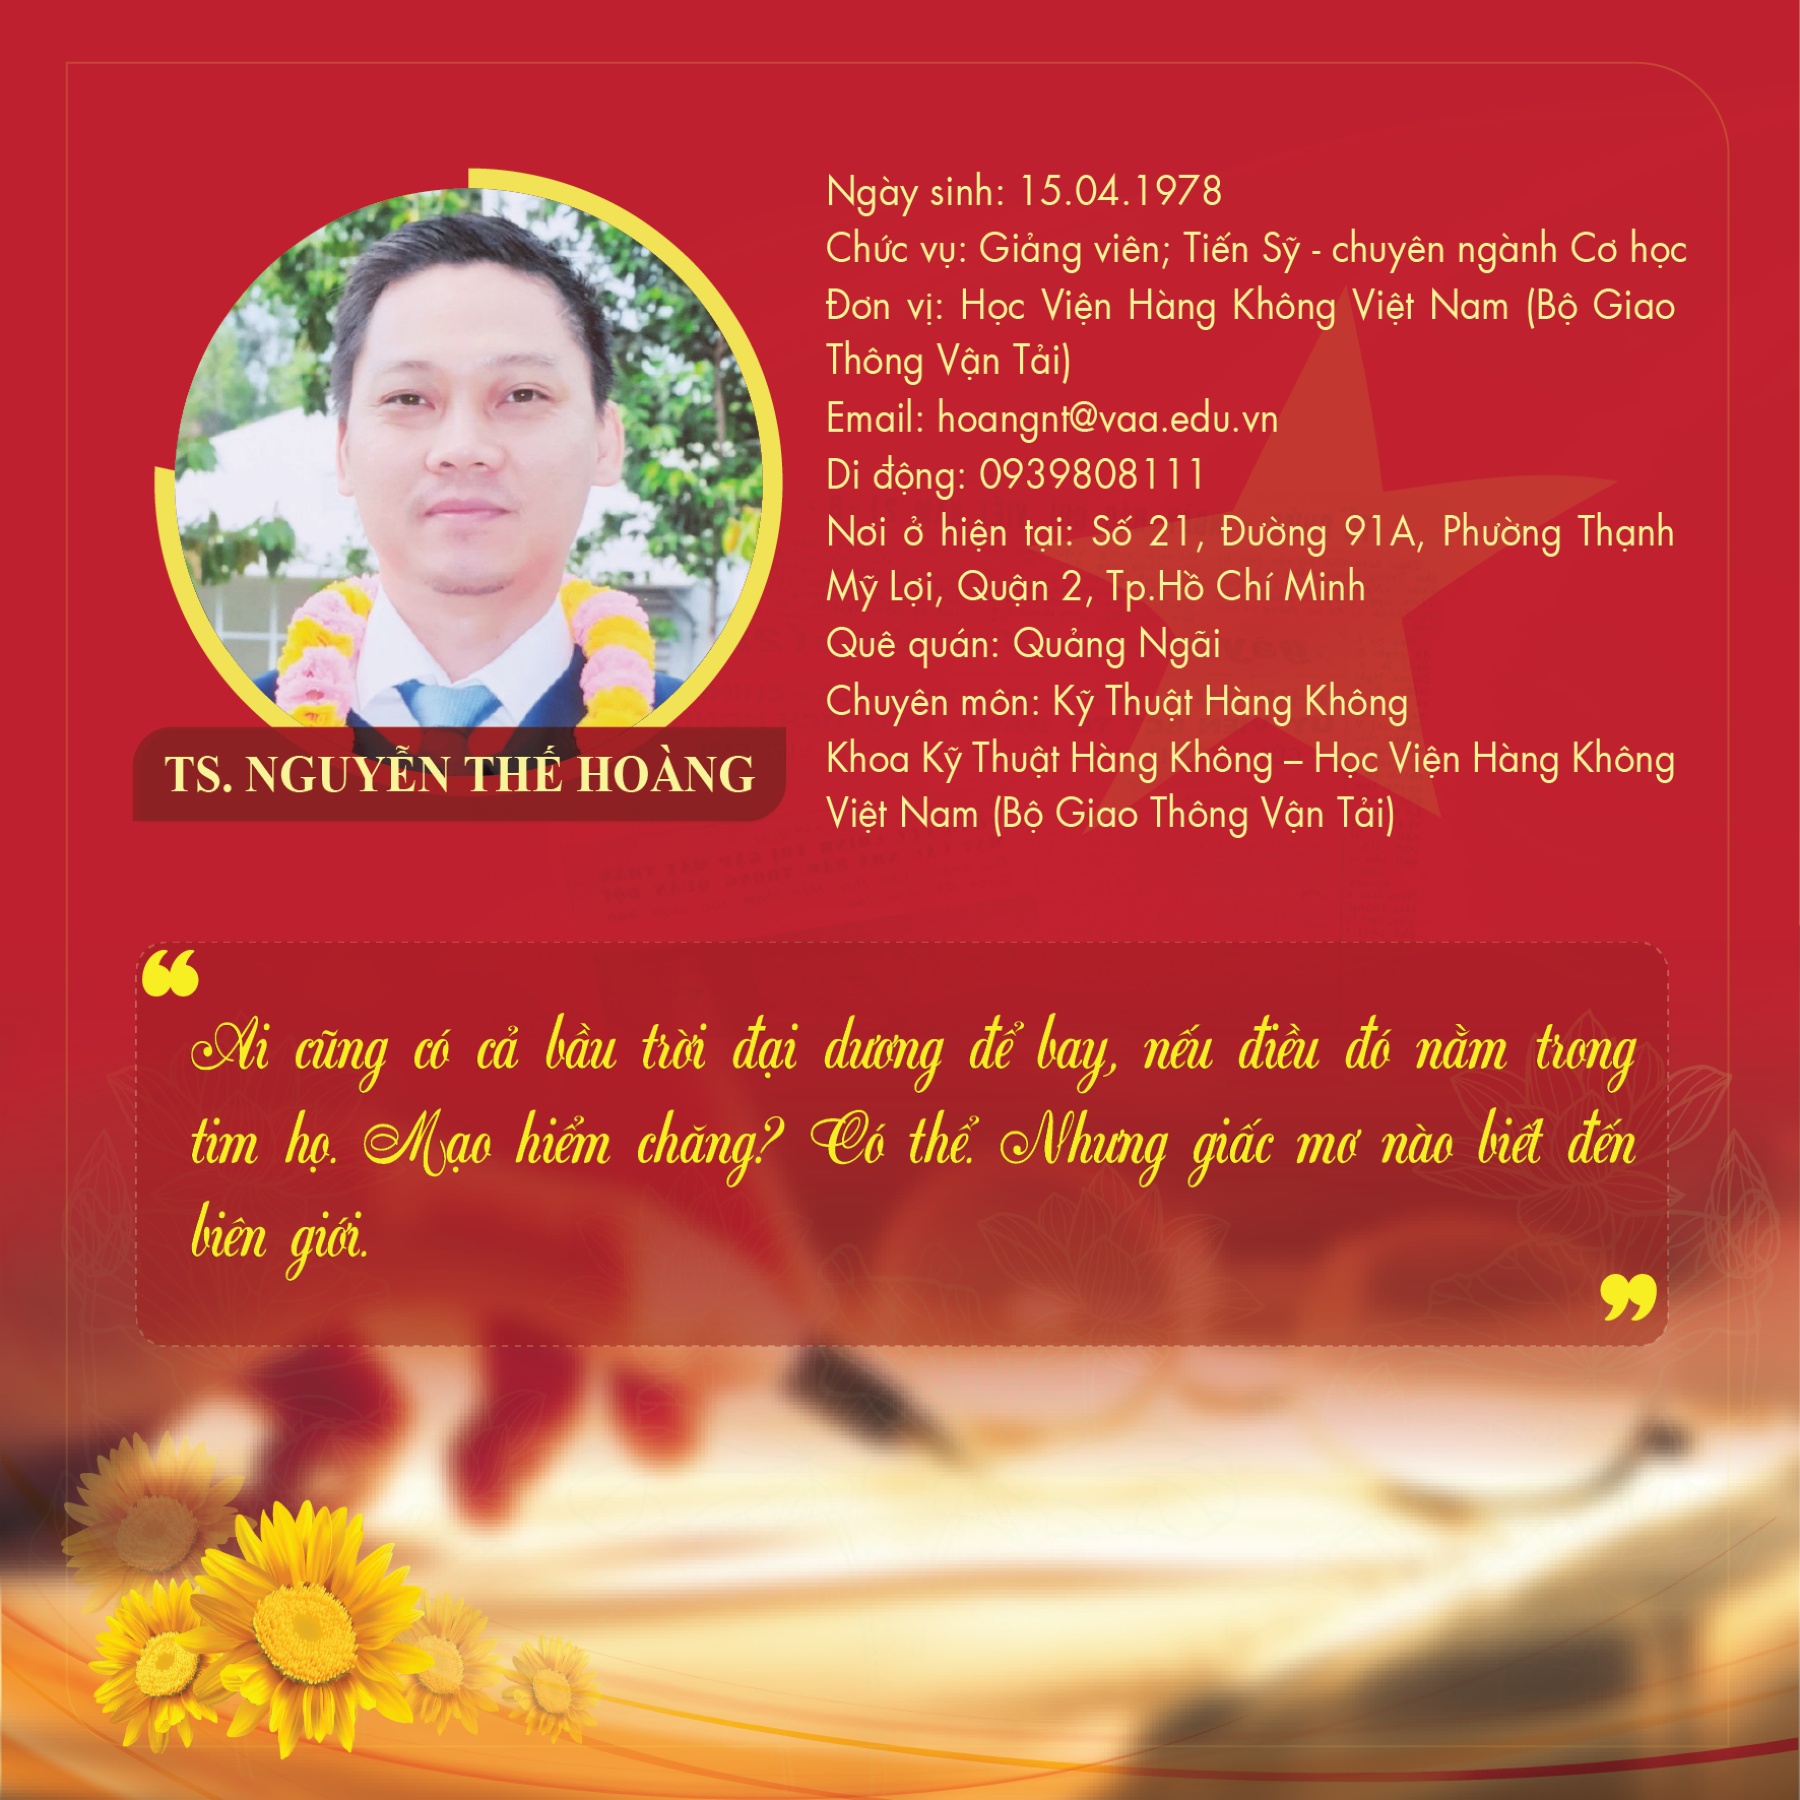 Ngày sinh: 15.04.1978
Chức vụ: Giảng viên; Tiến Sỹ - chuyên ngành Cơ học
Đơn vị: Học Viện Hàng Không Việt Nam (Bộ Giao
Thông Vận Tải)
Email: hoangnt@vaa.edu.vn
Di động: 0939808111
Nơi ở hiện tại: Số 21, Đường 91A, Phường Thạnh
Mỹ Lợi, Quận 2, Tp.Hồ Chí Minh
Quê quán: Quảng Ngãi
Chuyên môn: Kỹ Thuật Hàng Không
Khoa Kỹ Thuật Hàng Không – Học Viện Hàng Không
Việt Nam (Bộ Giao Thông Vận Tải)
TS. NGUYỄN THẾ HOÀNG
“
Ai cũng có cả bầu trời đại dương để bay, nếu điều đó nằm trong
tim họ. Mạo hiểm chăng? Có thể. Nhưng giấc mơ nào biết đến
biên giới.
”